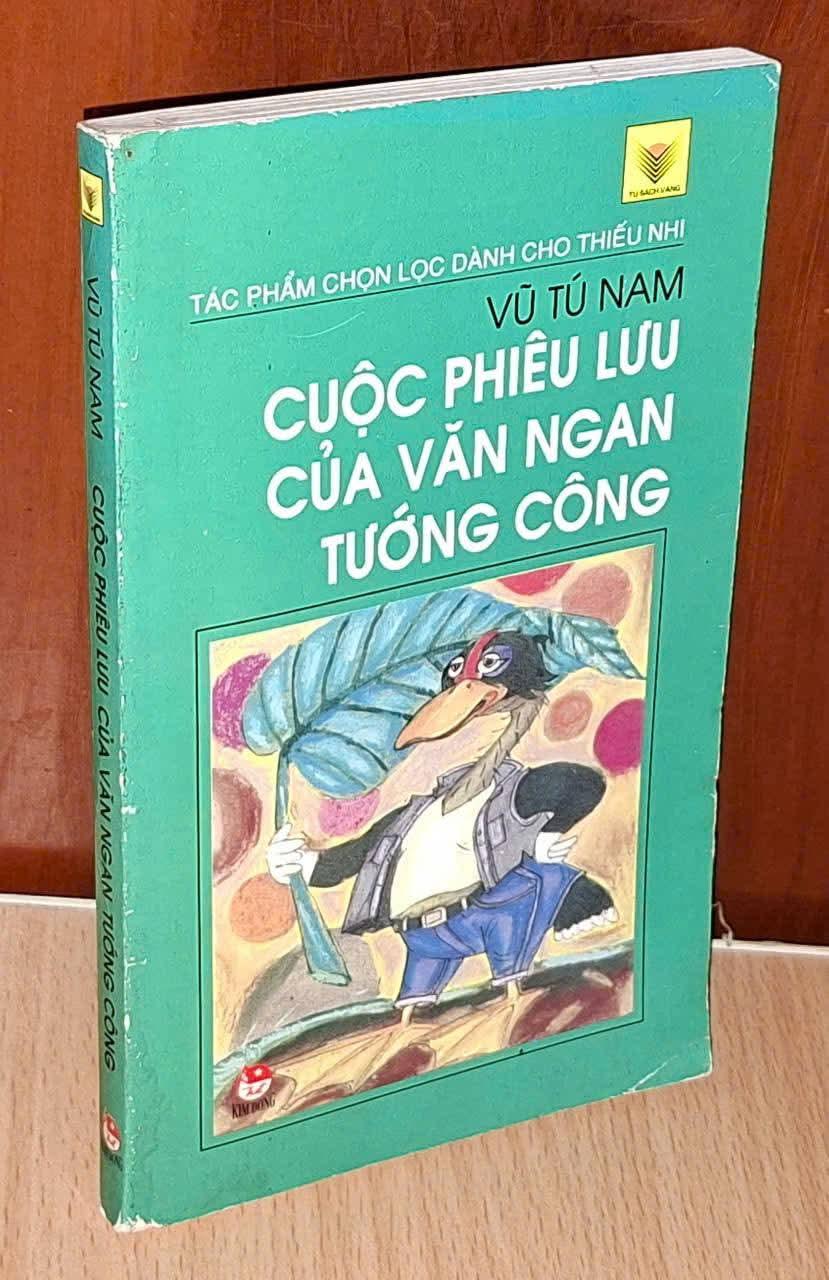 TỦ SÁCH VÀNG
TÁC PHẨM CHỌN LỌC DÀNH CHO THIẾU NHI
VŨ TÚ NAM
CUỘC PHIÊU LƯU
CỦA VĂN NGAN
TƯỚNG CÔNG
KIM ĐỒNG
VŨ TÚ NAM CUỘC PHIÊU LƯU CỦA VĂN NGAN TƯỚNG CÔNG